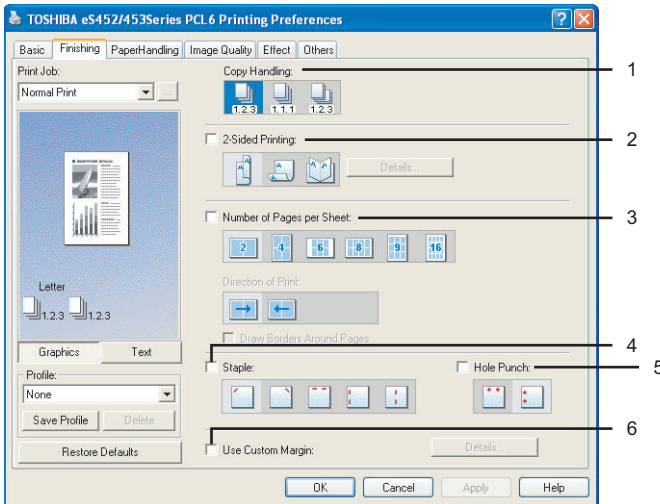 TOSHIBA eS452/453Series PCL6 Printing Preferences
Basic Finishing PaperHandling Image Quality Effect Others
Print Job:
Normal Print
...
Letter
1.2.3 1.2.3
Graphics Text
Profile:
None
Save Profile Delete
Restore Defaults
Copy Handling: 1
1.2.3 1.1.1 1.2.3
2-Sided Printing: 2
A A A A
Details...
Number of Pages per Sheet: 3
2 4 6 8 9 16
Direction of Print:
Draw Borders Around Pages
4
Staple: Hole Punch: 5
6
Use Custom Margin: Details...
OK Cancel Apply Help